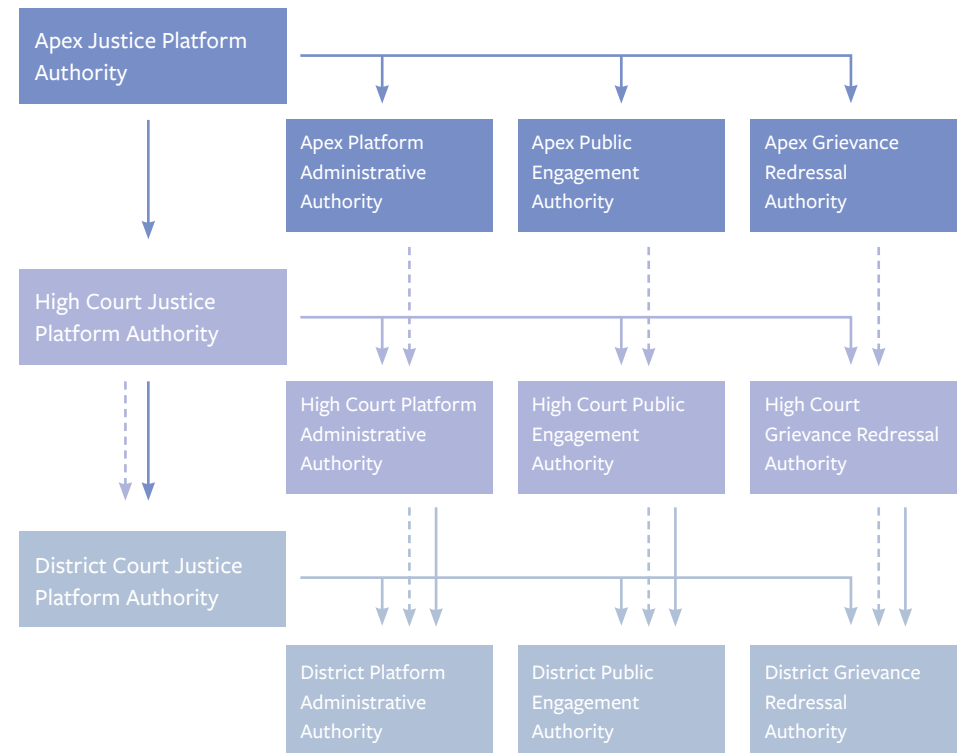 Apex Justice Platform
Authority
Apex Platform
Administrative
Authority
Apex Public
Engagement
Authority
Apex Grievance
Redressal
Authority
High Court Justice
Platform Authority
High Court Platform
Administrative
Authority
High Court Public
Engagement
Authority
High Court
Grievance Redressal
Authority
District Court Justice
Platform Authority
District Platform
Administrative
Authority
District Public
Engagement
Authority
District Grievance
Redressal
Authority